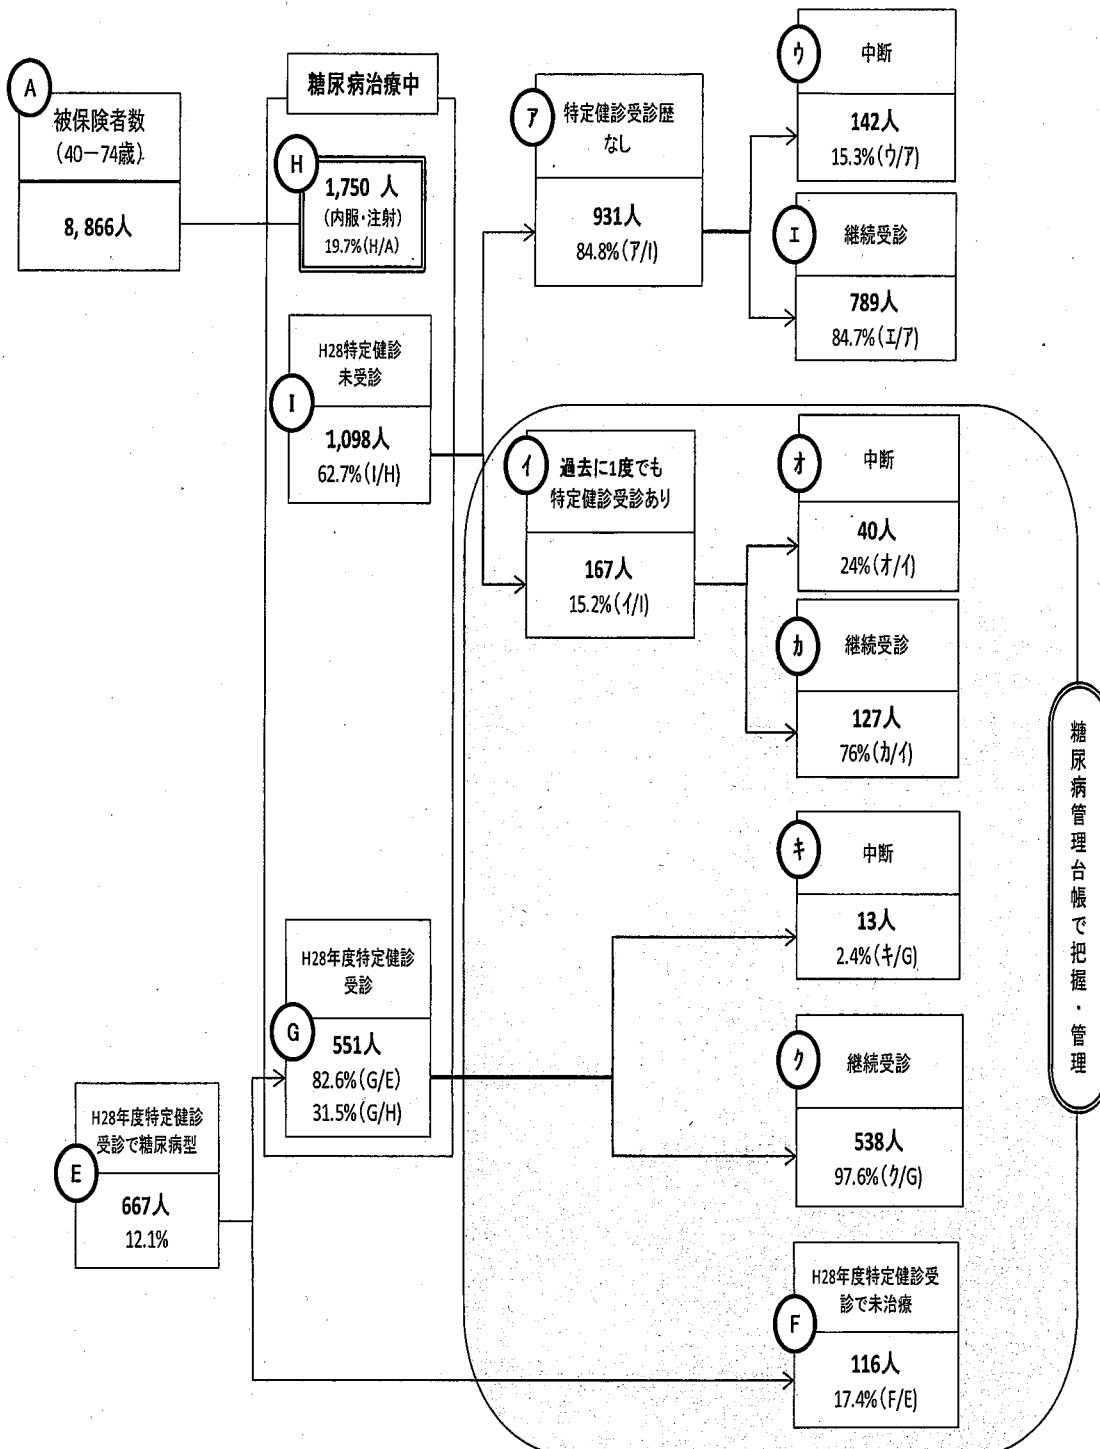 A
被保険者数
(40ー74歳)
8,866人
糖尿病治療中
H
1,750 人
(内服・注射)
19.7%(H/A)
I
H28特定健診
未受診
1,098人
62.7%(I/H)
ア
特定健診受診歴
なし
931人
84.8%(ア/I)
ウ
中断
142人
15.3%(ウ/ア)
エ
継続受診
789人
84.7%(エ/ア)
イ
過去に1度でも
特定健診受診あり
167人
15.2%(イ/I)
オ
中断
40人
24%(オ/イ)
カ
継続受診
127人
76%(カ/イ)
キ
中断
13人
2.4%(キ/G)
G
H28年度特定健診
受診
551人
82.6%(G/E)
31.5%(G/H)
ク
継続受診
538人
97.6%(ク/G)
E
H28年度特定健診
受診で糖尿病型
667人
12.1%
F
H28年度特定健診受
診で未治療
116人
17.4%(F/E)
糖尿病管理台帳で把握・管理